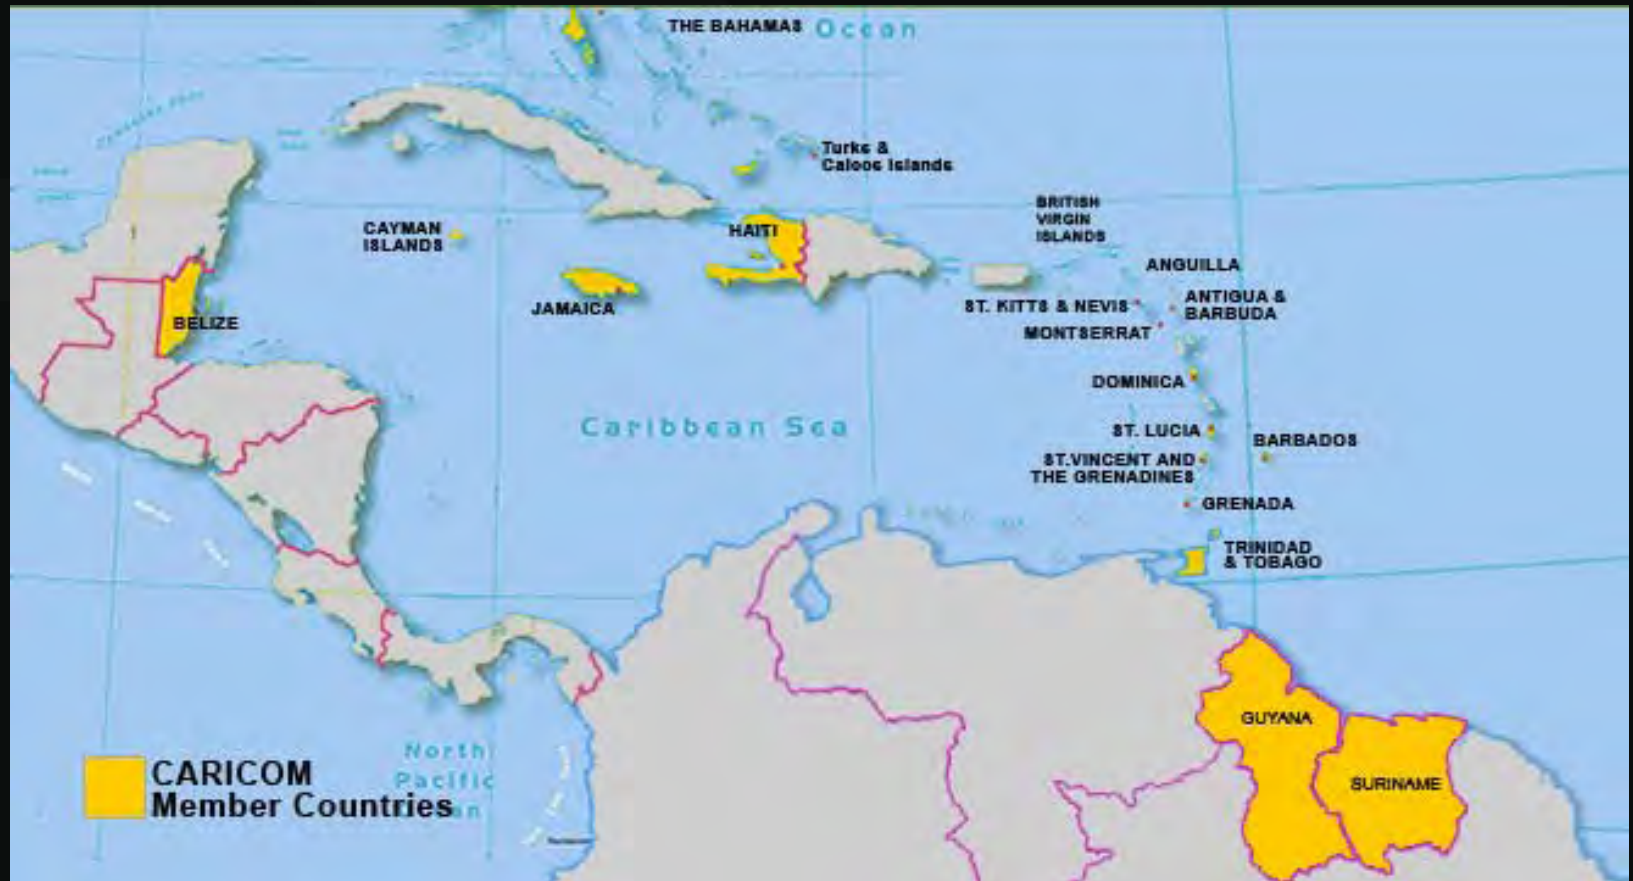 THE BAHAMAS
Ocean
Turks &
Caicos Islands
BRITISH
VIRGIN
ISLANDS
CAYMAN
ISLANDS
HAITI
ANGUILLA
JAMAICA
ST. KITTS & NEVIS
ANTIGUA &
BARBUDA
BELIZE
MONTSERRAT
DOMINICA
Caribbean Sea
ST. LUCIA
BARBADOS
ST.VINCENT AND
THE GRENADINES
GRENADA
TRINIDAD
& TOBAGO
GUYANA
SURINAME
North
Pacific
CARICOM
Member Countries